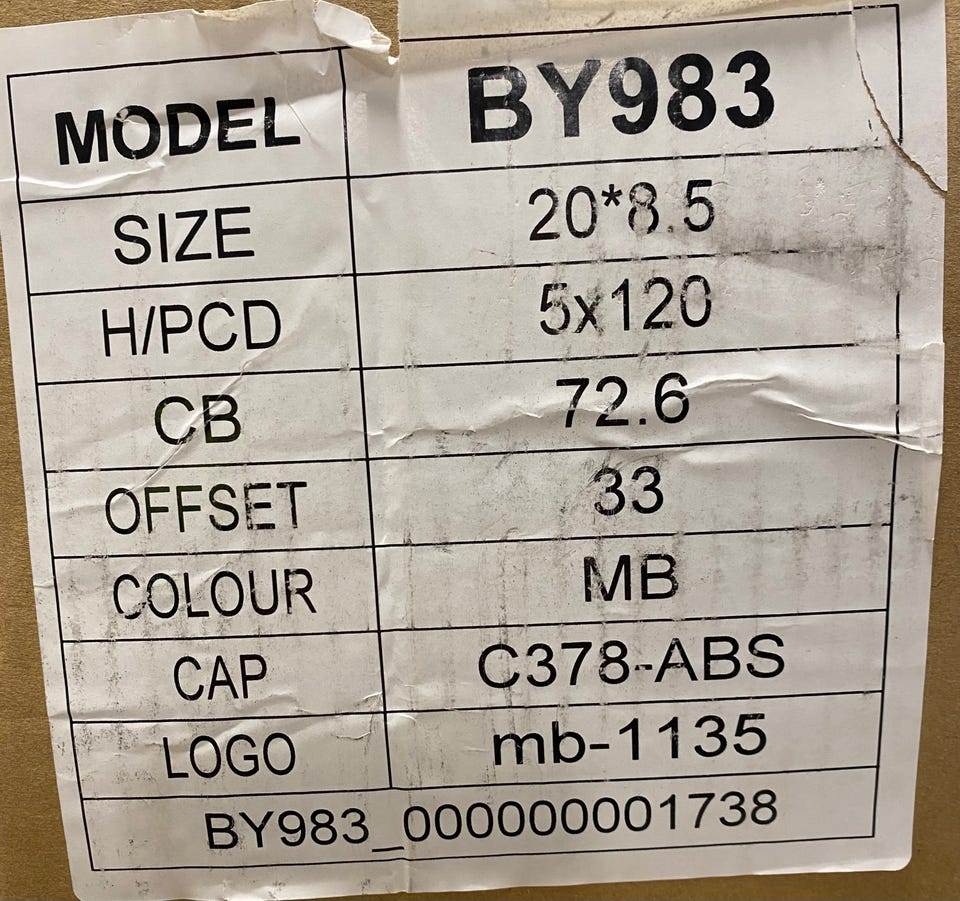 MODEL BY983
SIZE 20*8.5
H/PCD 5x120
CB 72.6
OFFSET 33
COLOUR MB
CAP C378-ABS
LOGO mb-1135
BY983_000000001738